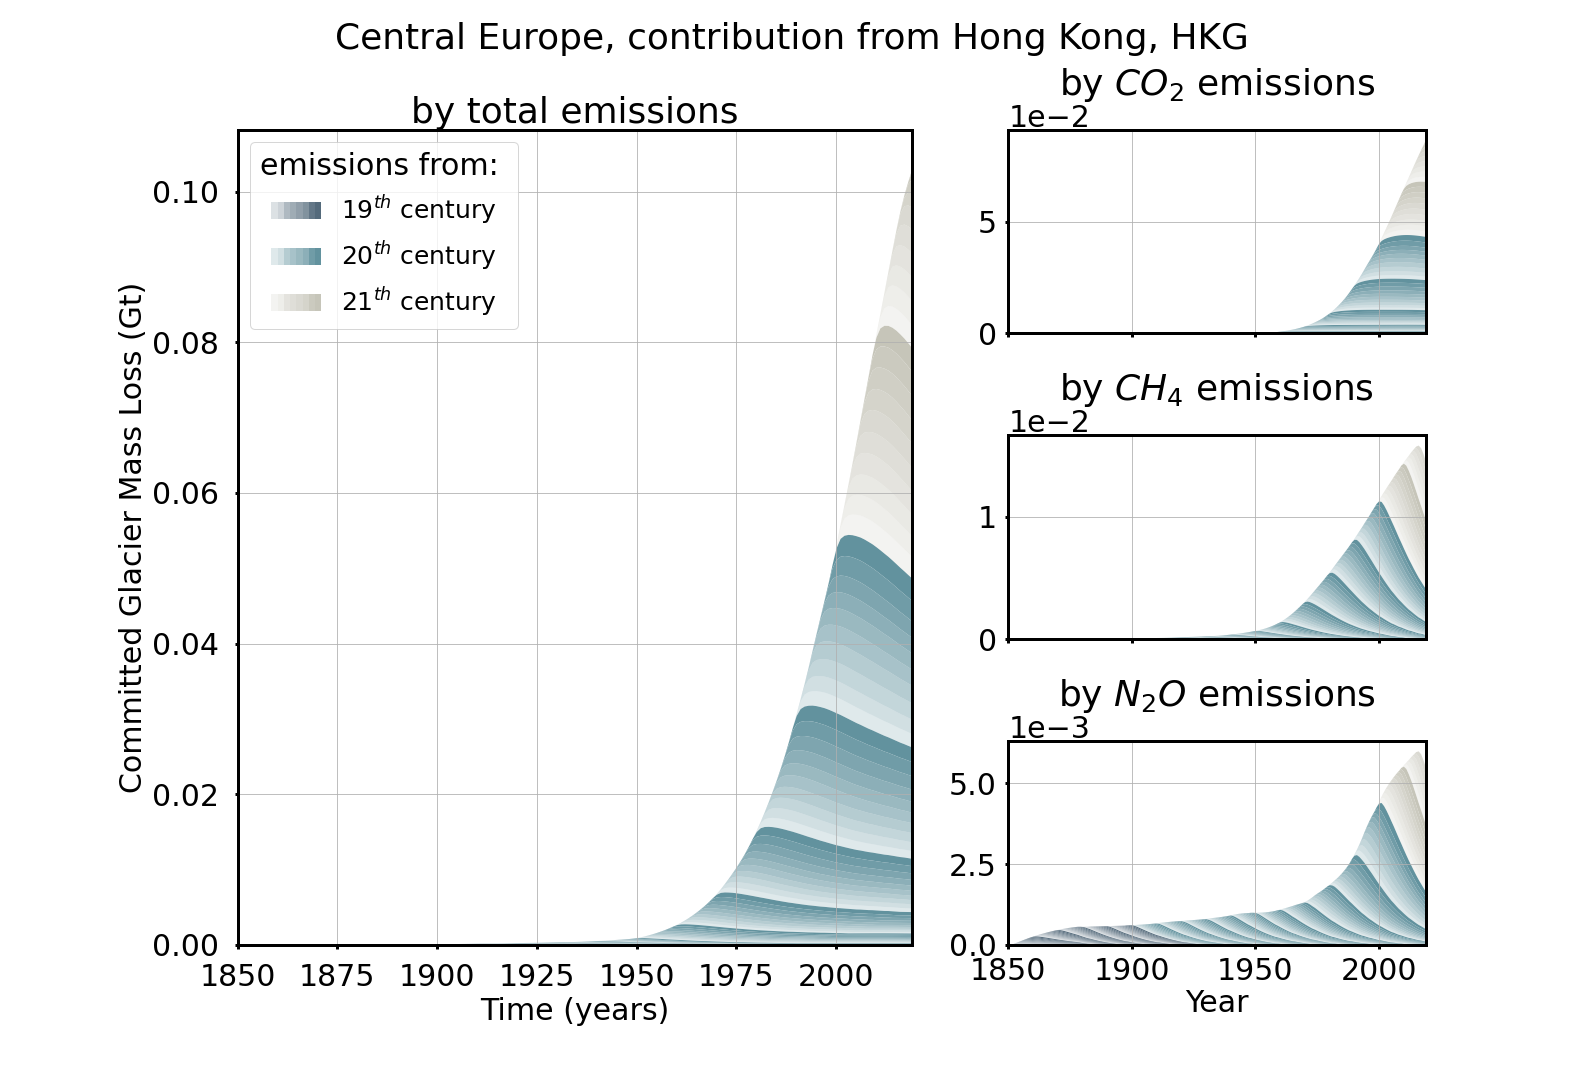 Central Europe, contribution from Hong Kong, HKG
by total emissions
Committed Glacier Mass Loss (Gt)
0.10
0.08
0.06
0.04
0.02
0.00
emissions from:
19th century
20th century
21th century
1850 1875 1900 1925 1950 1975 2000
Time (years)
by CO2 emissions
1e−2
5
0
by CH4 emissions
1e−2
1
0
by N2O emissions
1e−3
5.0
2.5
0.0
1850 1900 1950 2000
Year